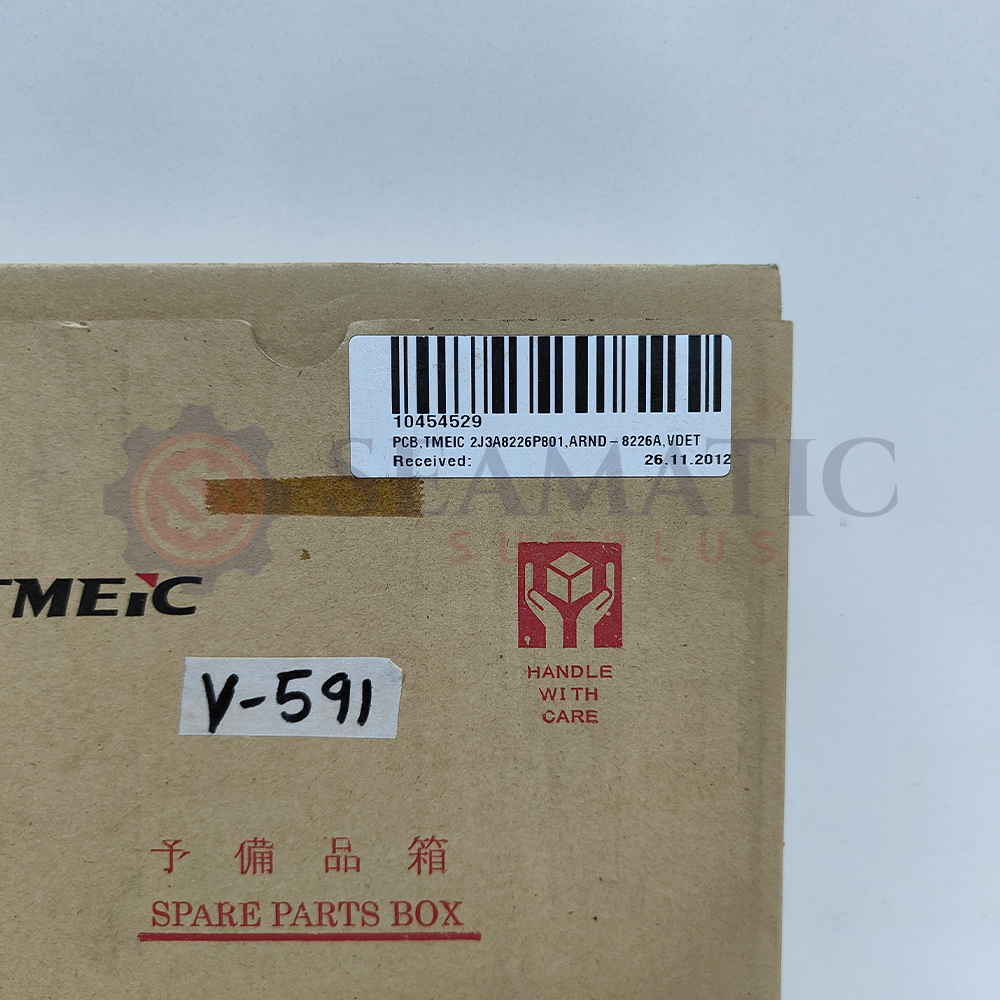 10454529
PCB,TMEIC 2J3A8226P801,ARND-8226A,VDET
Received: 26.11.2012
SEAMATIC
SURPLUS
TMEIC
HANDLE
WITH
CARE
V-591
予備品箱
SPARE PARTS BOX